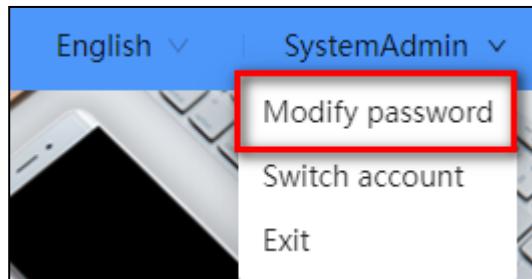 English SystemAdmin
Modify password
Switch account
Exit